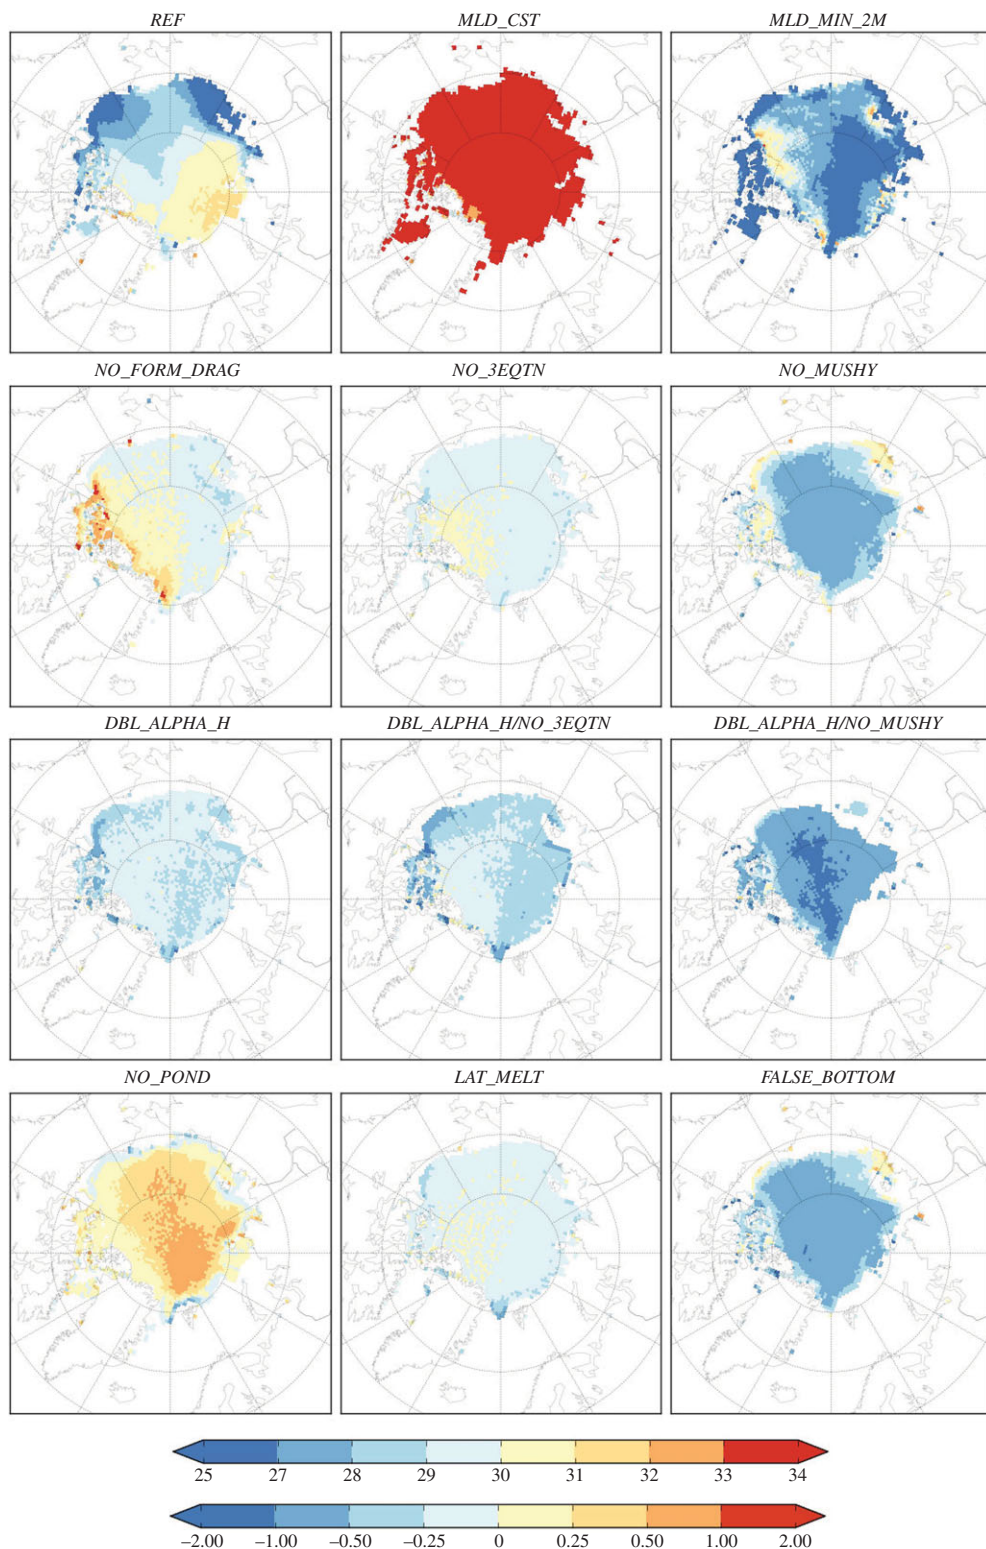 REF MLD_CST MLD_MIN_2M
NO_FORM_DRAG NO_3EQTN NO_MUSHY
DBL_ALPHA_H DBL_ALPHA_H/NO_3EQTN DBL_ALPHA_H/NO_MUSHY
NO_POND LAT_MELT FALSE_BOTTOM
25 27 28 29 30 31 32 33 34
–2.00 –1.00 –0.50 –0.25 0 0.25 0.50 1.00 2.00